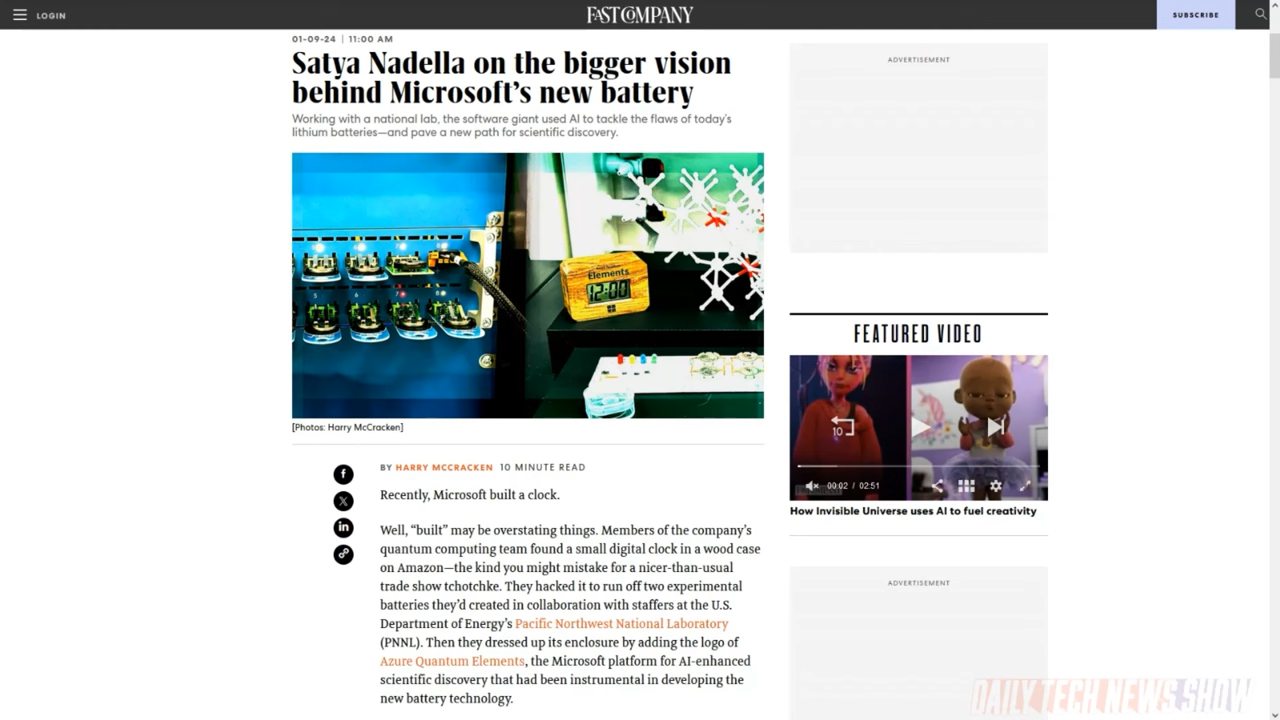 LOGIN
FAST COMPANY
SUBSCRIBE
01-09-24 | 11:00 AM
Satya Nadella on the bigger vision
behind Microsoft's new battery
Working with a national lab, the software giant used AI to tackle the flaws of today's
lithium batteries—and pave a new path for scientific discovery.
Elements
12:00
5 6 7 8
[Photos: Harry McCracken]
BY HARRY MCCRACKEN 10 MINUTE READ
Recently, Microsoft built a clock.
Well, “built” may be overstating things. Members of the company's
quantum computing team found a small digital clock in a wood case
on Amazon—the kind you might mistake for a nicer-than-usual
trade show tchotchke. They hacked it to run off two experimental
batteries they'd created in collaboration with staffers at the U.S.
Department of Energy's Pacific Northwest National Laboratory
(PNNL). Then they dressed up its enclosure by adding the logo of
Azure Quantum Elements, the Microsoft platform for AI-enhanced
scientific discovery that had been instrumental in developing the
new battery technology.
ADVERTISEMENT
FEATURED VIDEO
10
00:02 / 02:51
How Invisible Universe uses AI to fuel creativity
ADVERTISEMENT
DAILY TECH NEWS SHOW